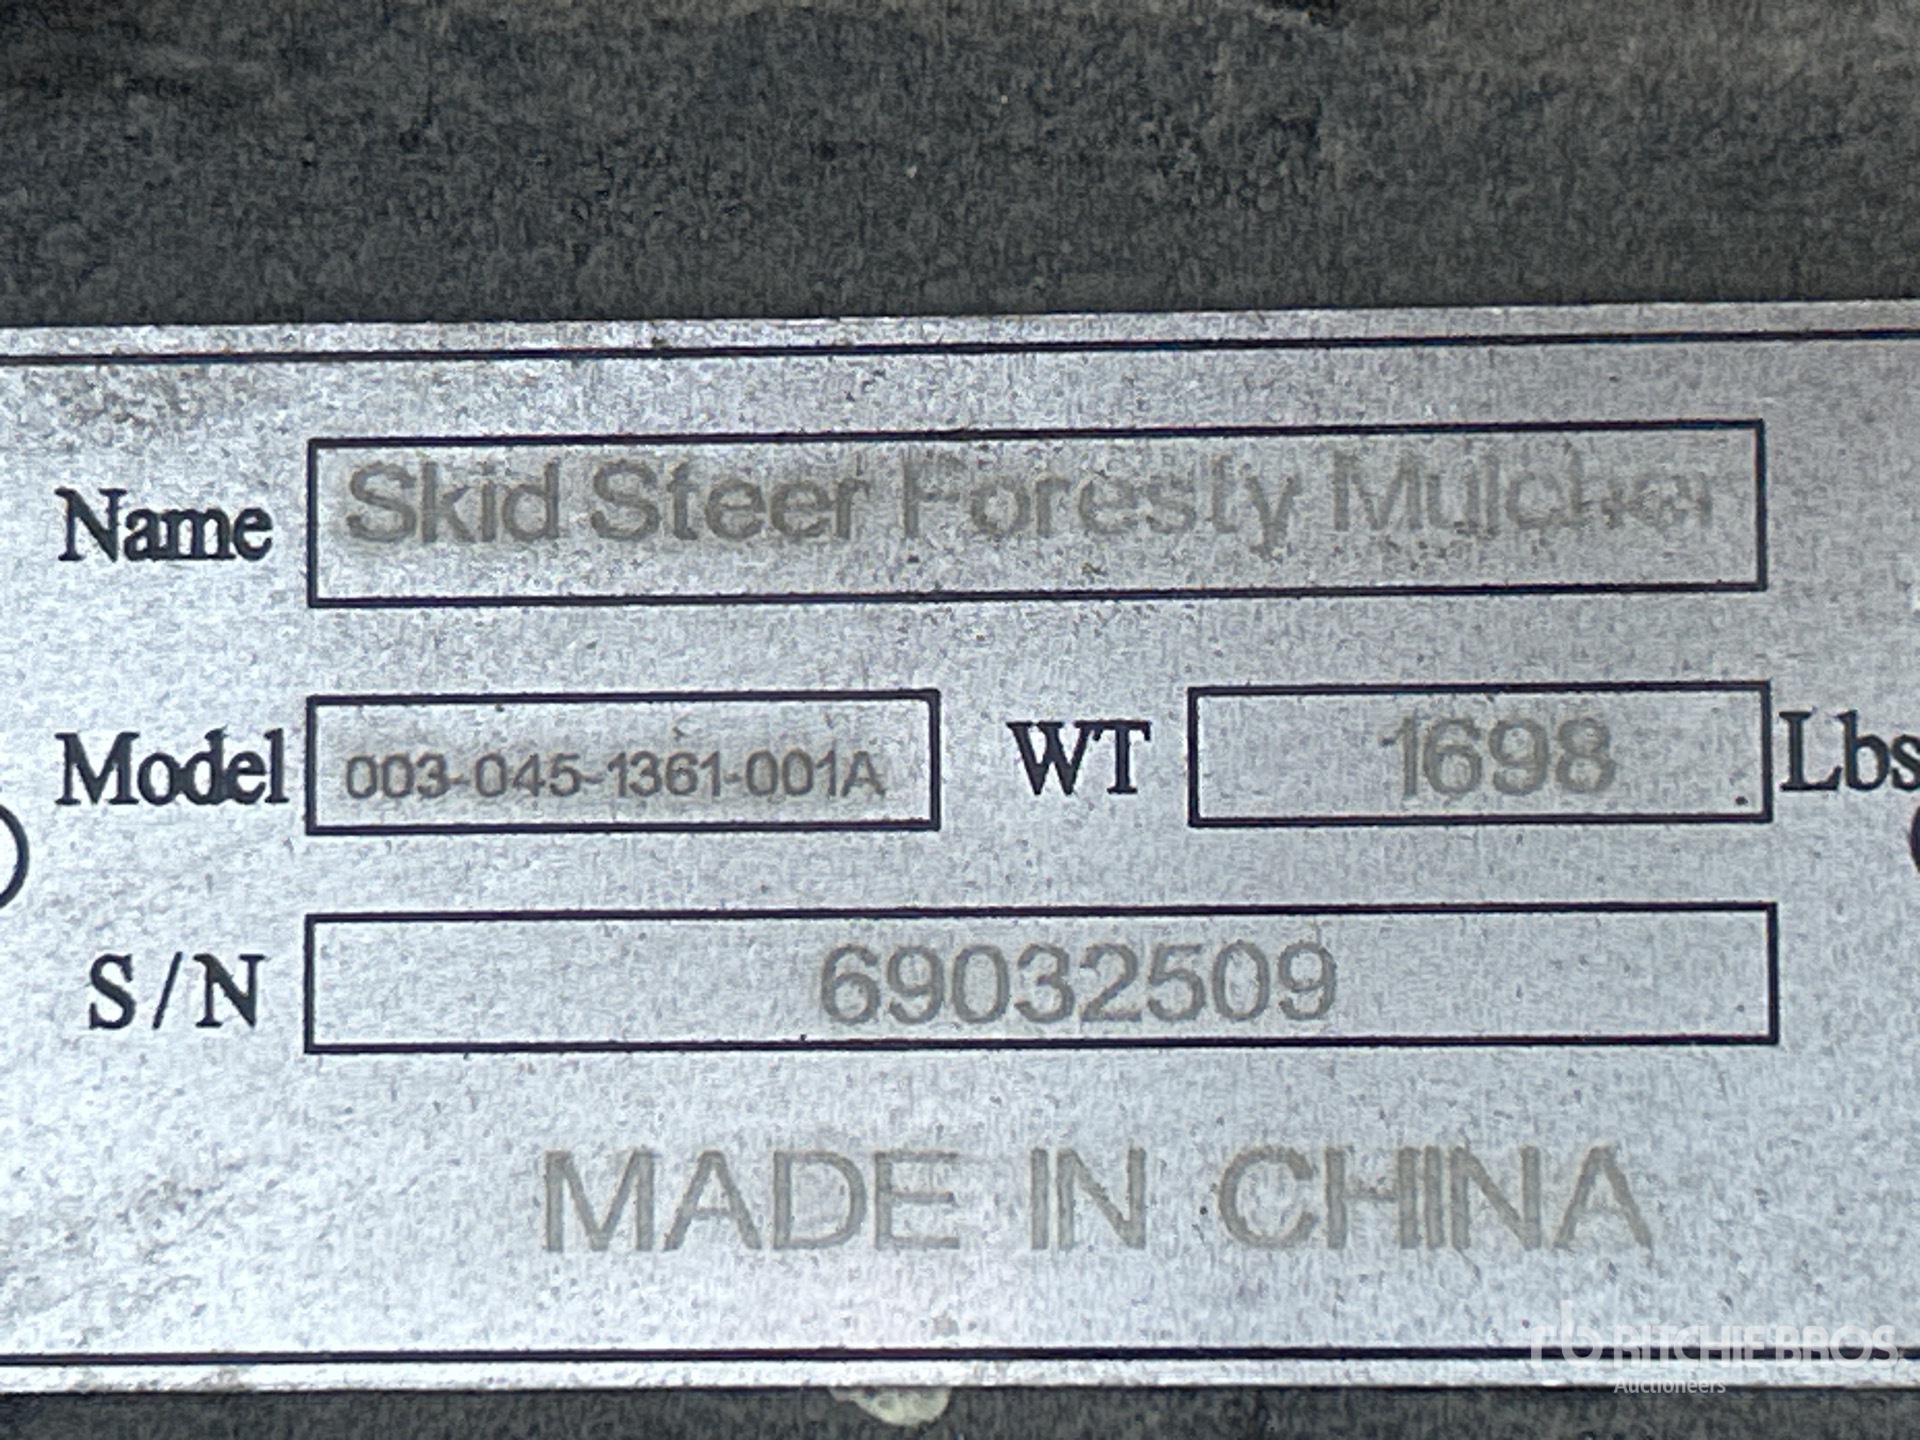 Name Skid Steer Foresty Mulcher
Model 003-045-1361-001A WT 1698 Lbs
S/N 69032509
MADE IN CHINA
rb RITCHIE BROS
Auctioneers